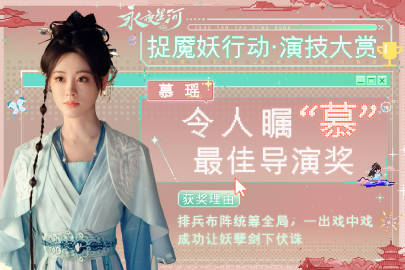 永夜星河
捉魇妖行动·演技大赏
慕瑶
令人瞩“慕”
最佳导演奖
获奖理由
排兵布阵统筹全局，一出戏中戏
成功让妖孽剑下伏诛